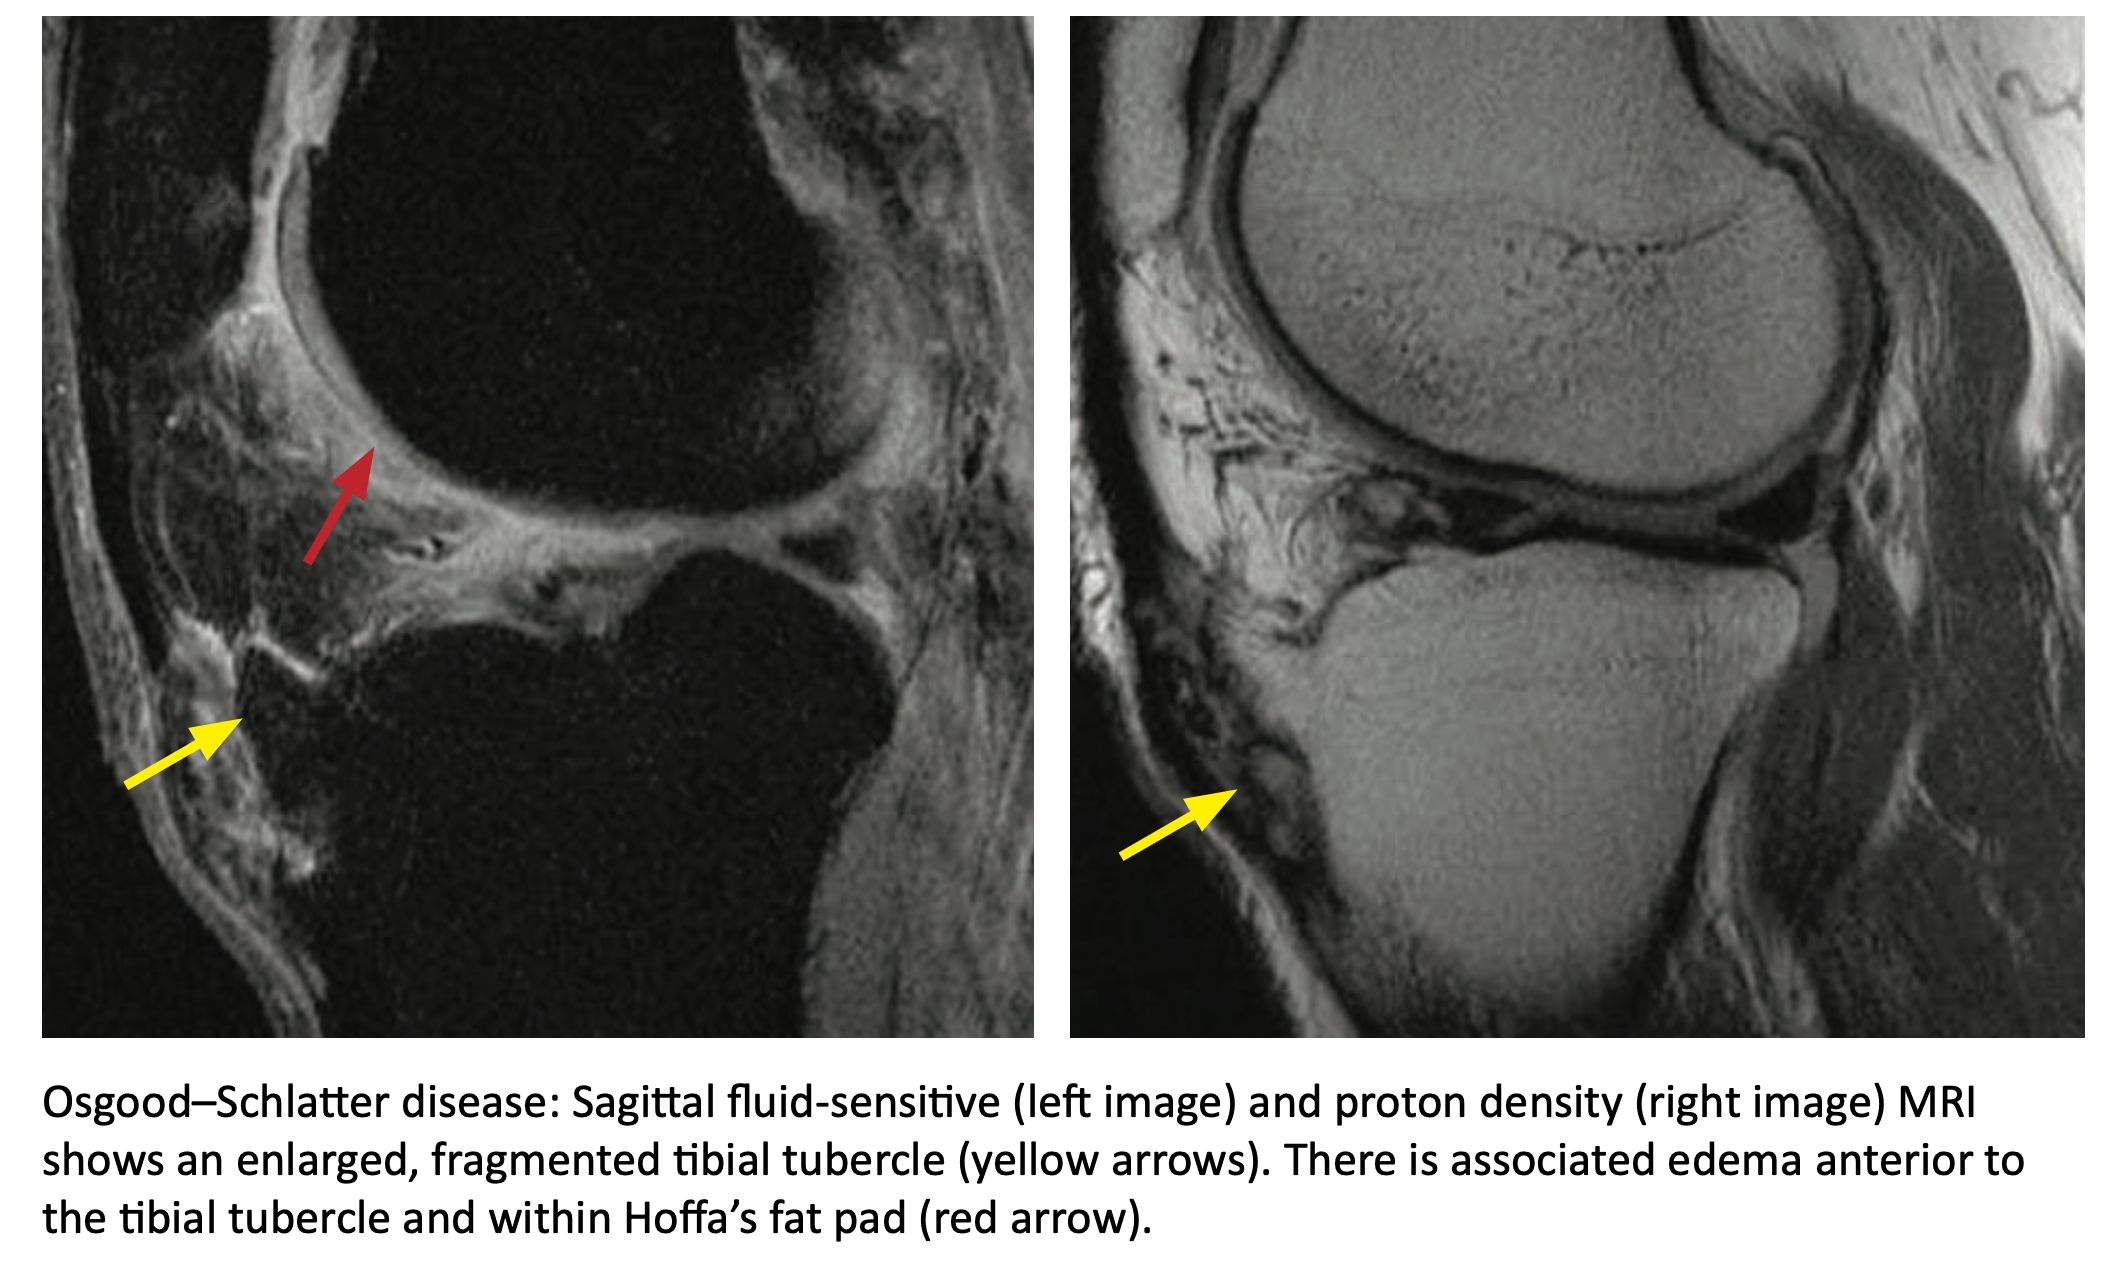 Osgood–Schlatter disease: Sagittal fluid-sensitive (left image) and proton density (right image) MRI
shows an enlarged, fragmented tibial tubercle (yellow arrows). There is associated edema anterior to
the tibial tubercle and within Hoffa’s fat pad (red arrow).